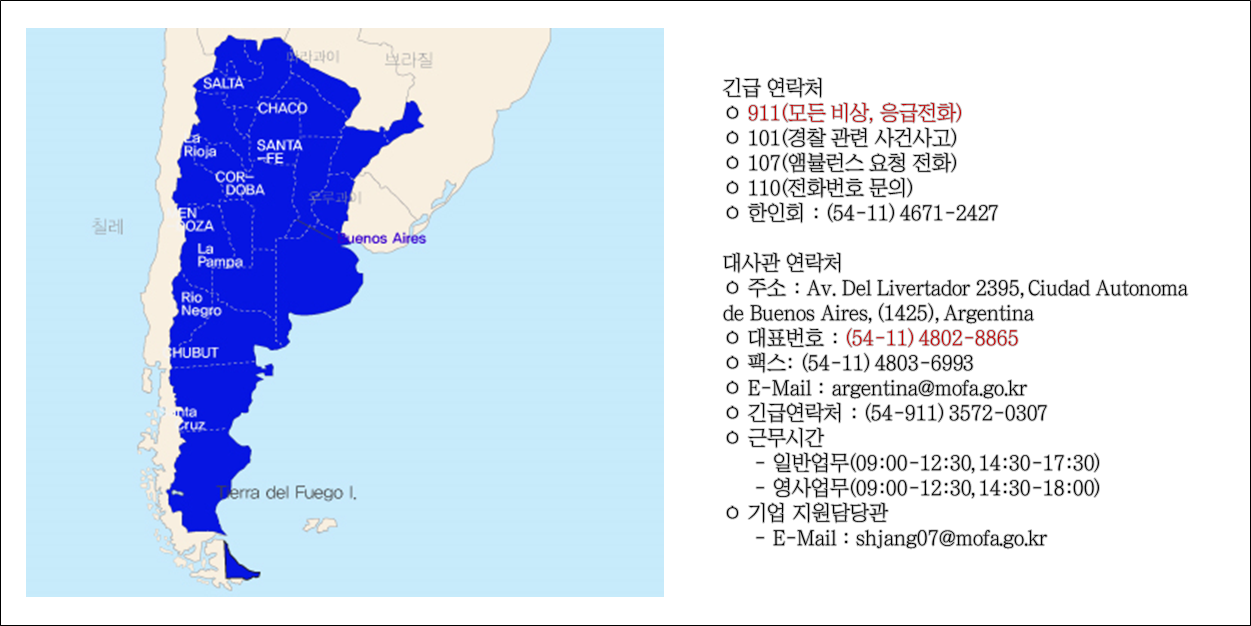 파라과이
브라질
SALTA
CHACO
La
Rioja
SANTA
-FE
COR-
DOBA
우루과이
EN
OZA
칠레
Buenos Aires
La
Pampa
Rio
Negro
HUBUT
nta
Cruz
Tierra del Fuego I.
긴급 연락처
ㅇ 911(모든 비상, 응급전화)
ㅇ 101(경찰 관련 사건사고)
ㅇ 107(앰뷸런스 요청 전화)
ㅇ 110(전화번호 문의)
ㅇ 한인회 : (54-11) 4671-2427
대사관 연락처
ㅇ 주소 : Av. Del Livertador 2395, Ciudad Autonoma
de Buenos Aires, (1425), Argentina
ㅇ 대표번호 : (54-11) 4802-8865
ㅇ 팩스: (54-11) 4803-6993
ㅇ E-Mail : argentina@mofa.go.kr
ㅇ 긴급연락처 : (54-911) 3572-0307
ㅇ 근무시간
- 일반업무(09:00-12:30, 14:30-17:30)
- 영사업무(09:00-12:30, 14:30-18:00)
ㅇ 기업 지원담당관
- E-Mail : shjang07@mofa.go.kr